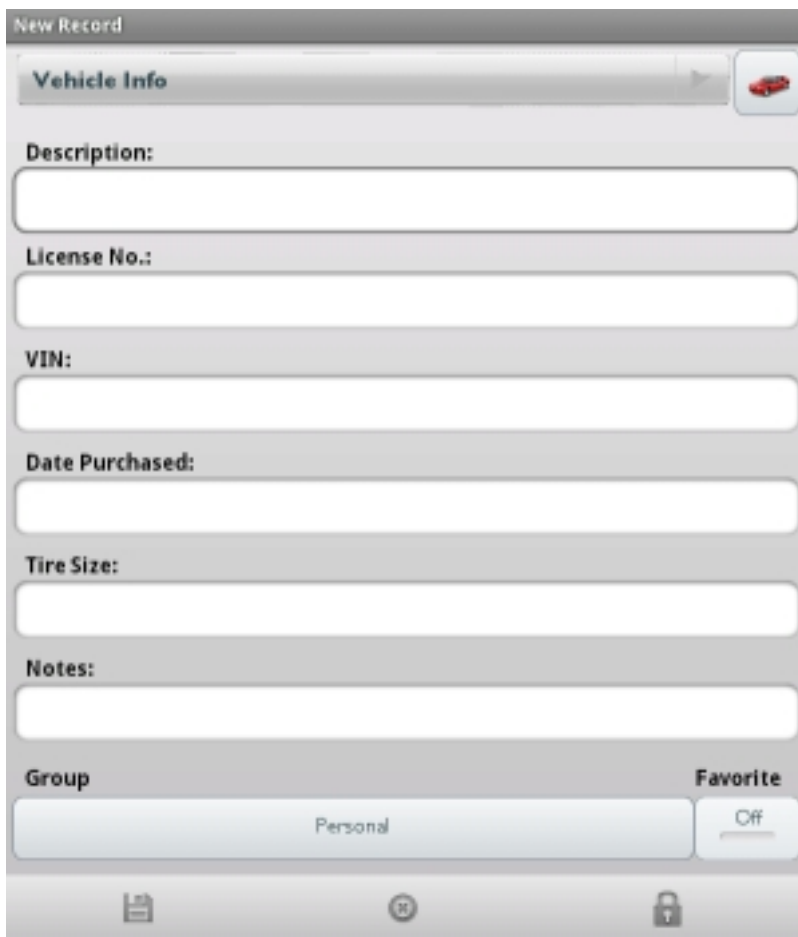 New Record
Vehicle Info
Description:
License No.:
VIN:
Date Purchased:
Tire Size:
Notes:
Group Favorite
Personal Off